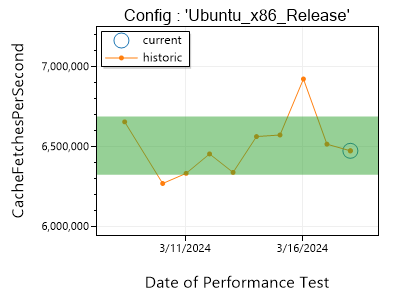 Config : 'Ubuntu_x86_Release'
current
historic
CacheFetchesPerSecond
7,000,000
6,500,000
6,000,000
3/11/2024
3/16/2024
Date of Performance Test